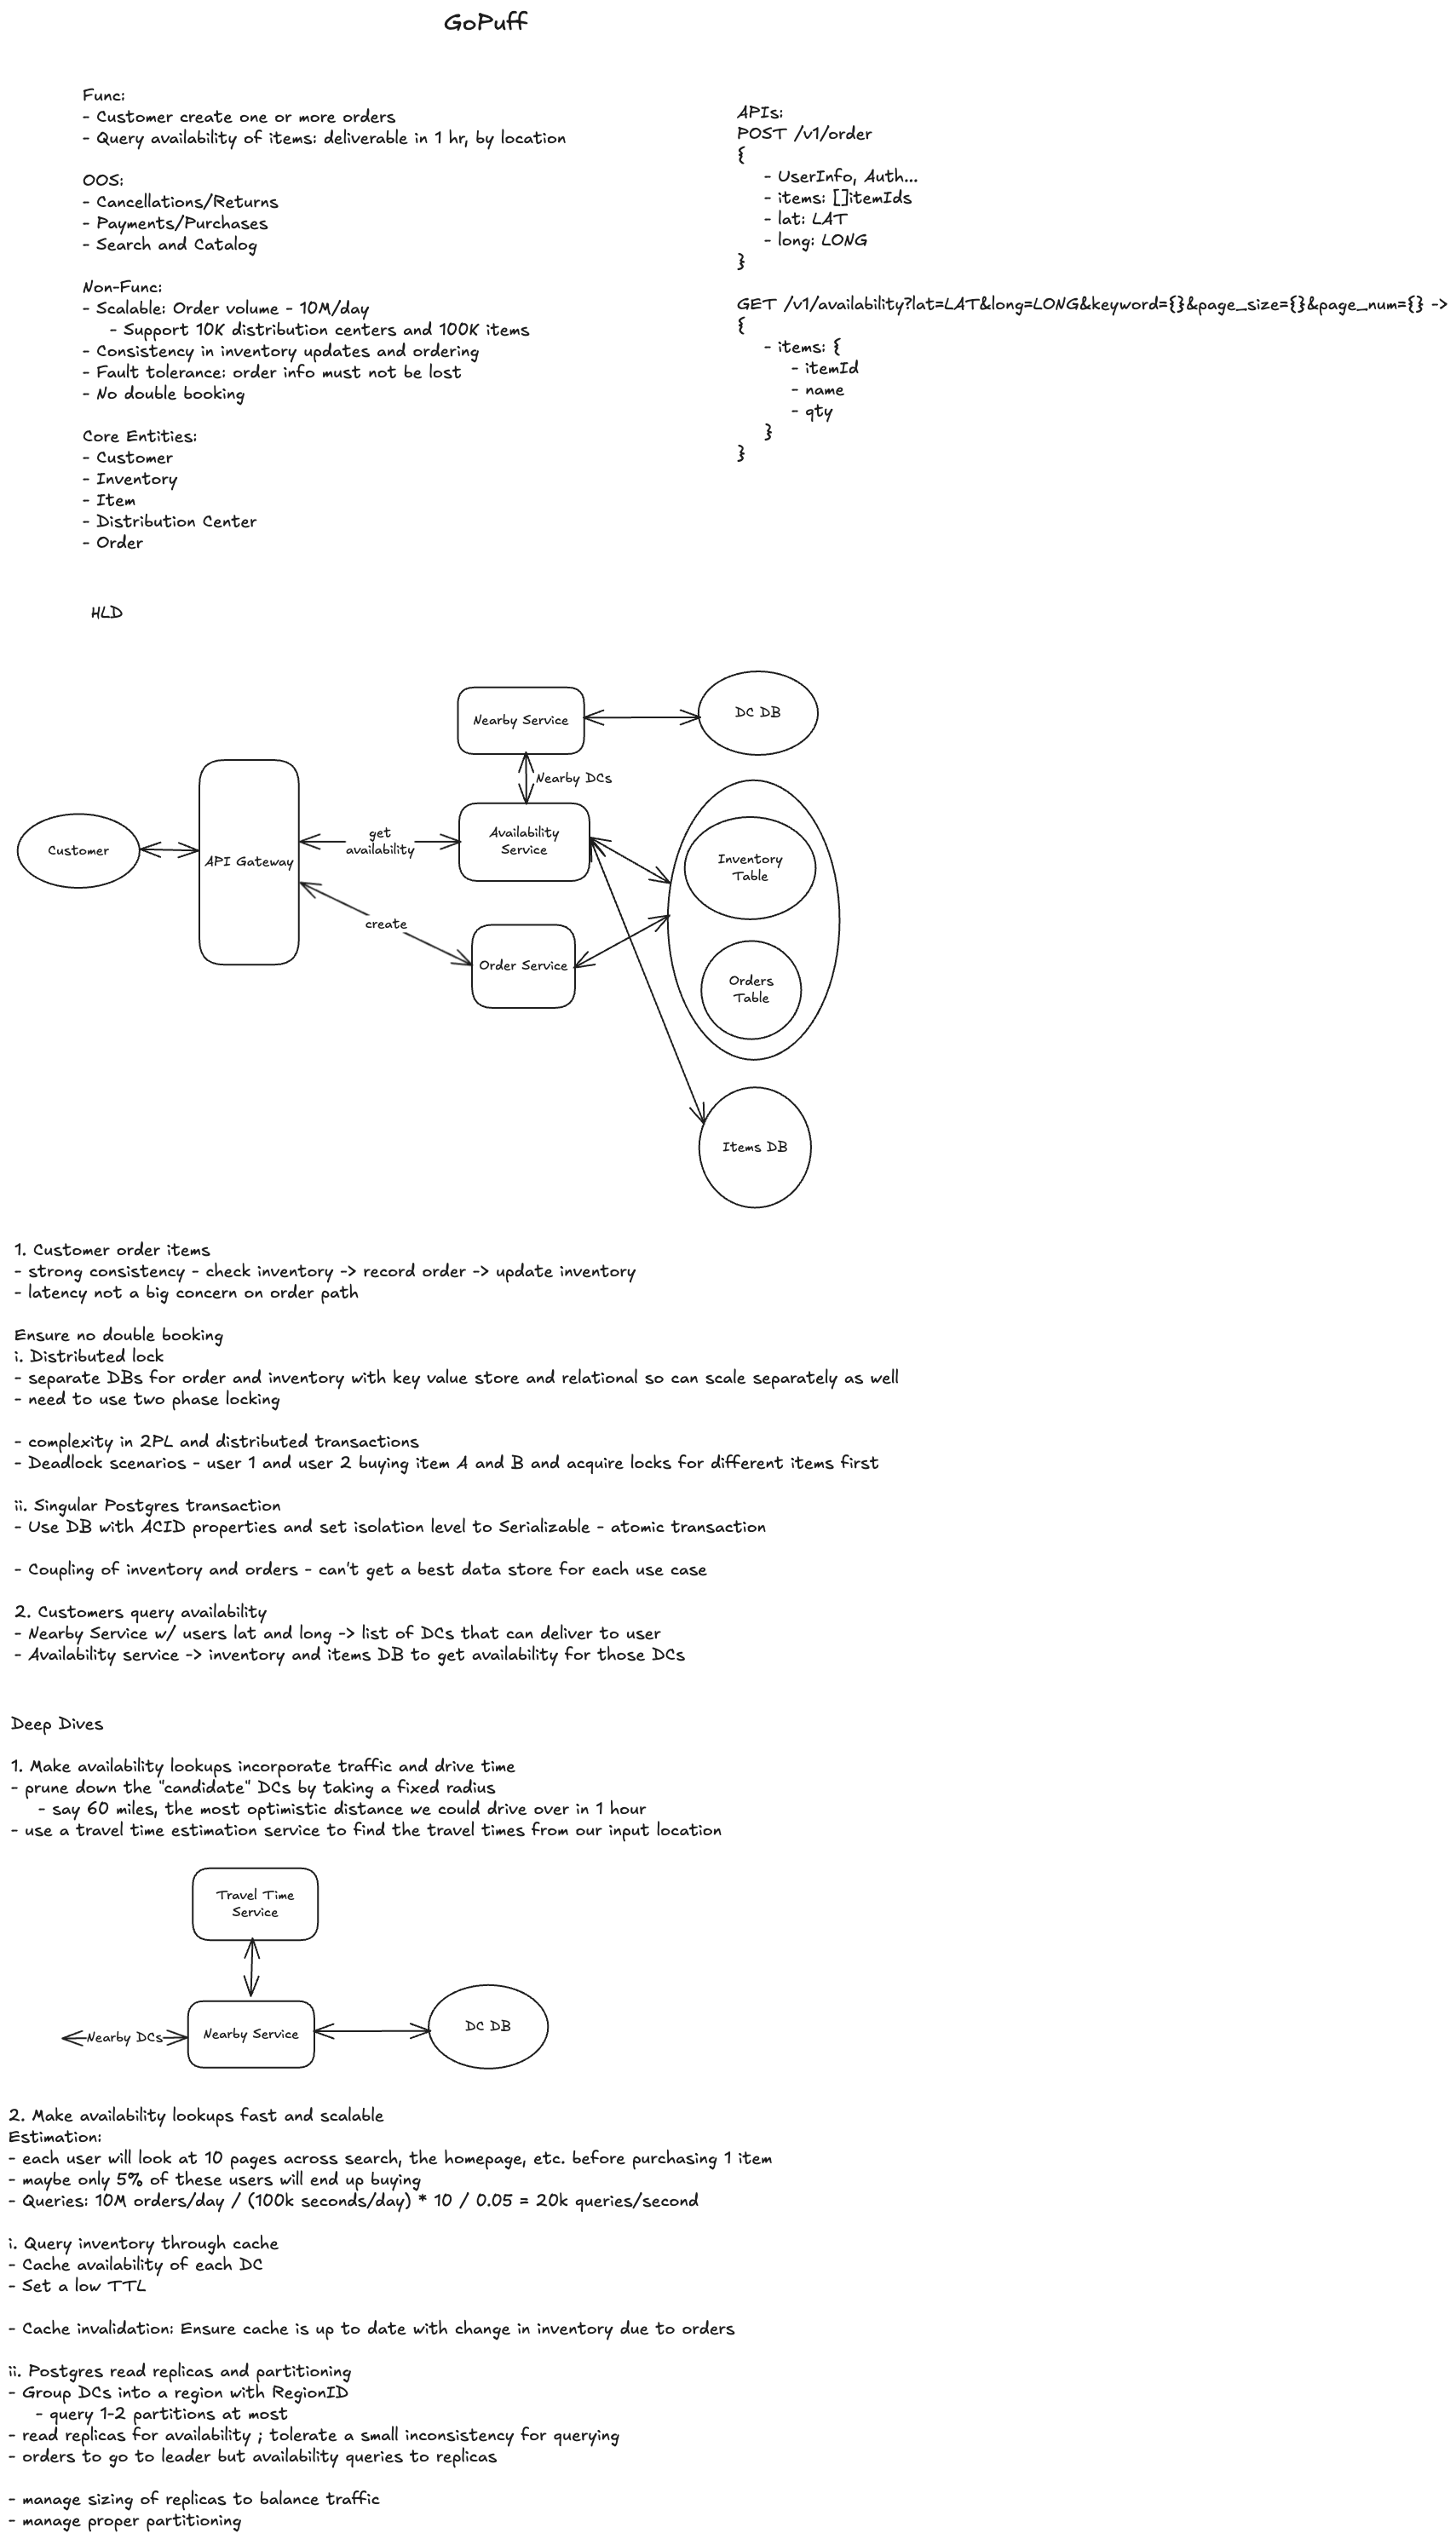 GoPuff
Func:
- Customer create one or more orders
- Query availability of items: deliverable in 1 hr, by location
OOS:
- Cancellations/Returns
- Payments/Purchases
- Search and Catalog
Non-Func:
- Scalable: Order volume - 10M/day
- Support 10K distribution centers and 100K items
- Consistency in inventory updates and ordering
- Fault tolerance: order info must not be lost
- No double booking
Core Entities:
- Customer
- Inventory
- Item
- Distribution Center
- Order
APIs:
POST /v1/order
{
- UserInfo, Auth...
- items: []itemIds
- lat: LAT
- long: LONG
}
GET /v1/availability?lat=LAT&long=LONG&keyword={}&page_size={}&page_num={} ->
{
- items: {
- itemId
- name
- qty
}
}
HLD
Nearby Service
DC DB
Nearby DCs
Customer
API Gateway
get
availability
Availability
Service
Inventory
Table
create
Order Service
Orders
Table
Items DB
1. Customer order items
- strong consistency - check inventory -> record order -> update inventory
- latency not a big concern on order path
Ensure no double booking
i. Distributed lock
- separate DBs for order and inventory with key value store and relational so can scale separately as well
- need to use two phase locking
- complexity in 2PL and distributed transactions
- Deadlock scenarios - user 1 and user 2 buying item A and B and acquire locks for different items first
ii. Singular Postgres transaction
- Use DB with ACID properties and set isolation level to Serializable - atomic transaction
- Coupling of inventory and orders - can't get a best data store for each use case
2. Customers query availability
- Nearby Service w/ users lat and long -> list of DCs that can deliver to user
- Availability service -> inventory and items DB to get availability for those DCs
Deep Dives
1. Make availability lookups incorporate traffic and drive time
- prune down the "candidate" DCs by taking a fixed radius
- say 60 miles, the most optimistic distance we could drive over in 1 hour
- use a travel time estimation service to find the travel times from our input location
Travel Time
Service
Nearby DCs
Nearby Service
DC DB
2. Make availability lookups fast and scalable
Estimation:
- each user will look at 10 pages across search, the homepage, etc. before purchasing 1 item
- maybe only 5% of these users will end up buying
- Queries: 10M orders/day / (100k seconds/day) * 10 / 0.05 = 20k queries/second
i. Query inventory through cache
- Cache availability of each DC
- Set a low TTL
- Cache invalidation: Ensure cache is up to date with change in inventory due to orders
ii. Postgres read replicas and partitioning
- Group DCs into a region with RegionID
- query 1-2 partitions at most
- read replicas for availability ; tolerate a small inconsistency for querying
- orders to go to leader but availability queries to replicas
- manage sizing of replicas to balance traffic
- manage proper partitioning